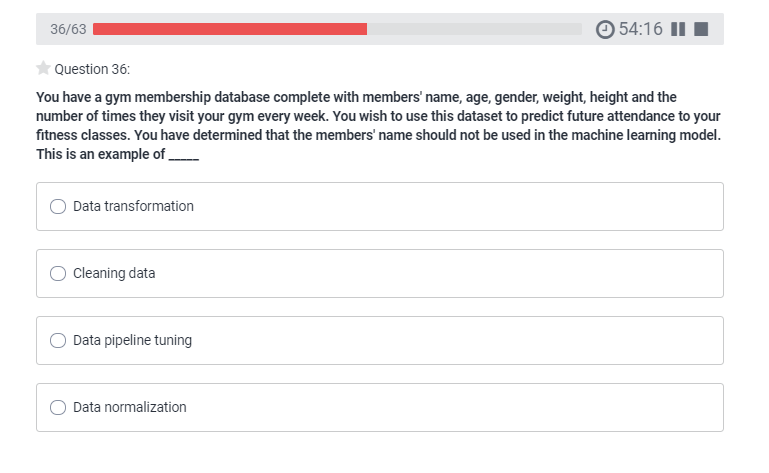 36/63
54:16
Question 36:
You have a gym membership database complete with members' name, age, gender, weight, height and the
number of times they visit your gym every week. You wish to use this dataset to predict future attendance to your
fitness classes. You have determined that the members' name should not be used in the machine learning model.
This is an example of _____
Data transformation
Cleaning data
Data pipeline tuning
Data normalization